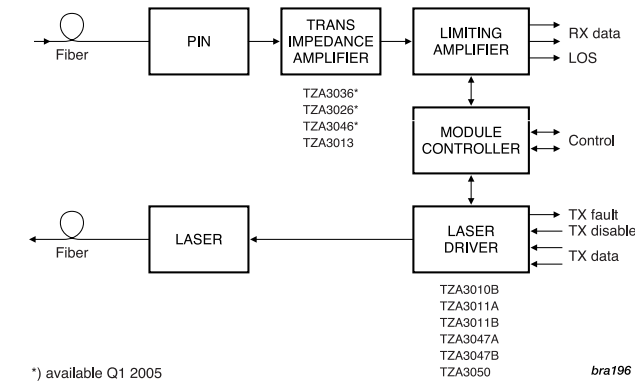 Fiber
PIN
TRANS
IMPEDANCE
AMPLIFIER
TZA3036*
TZA3026*
TZA3046*
TZA3013
LIMITING
AMPLIFIER
RX data
LOS
MODULE
CONTROLLER
Control
Fiber
LASER
LASER
DRIVER
TX fault
TX disable
TX data
TZA3010B
TZA3011A
TZA3011B
TZA3047A
TZA3047B
TZA3050
*) available Q1 2005
bra196